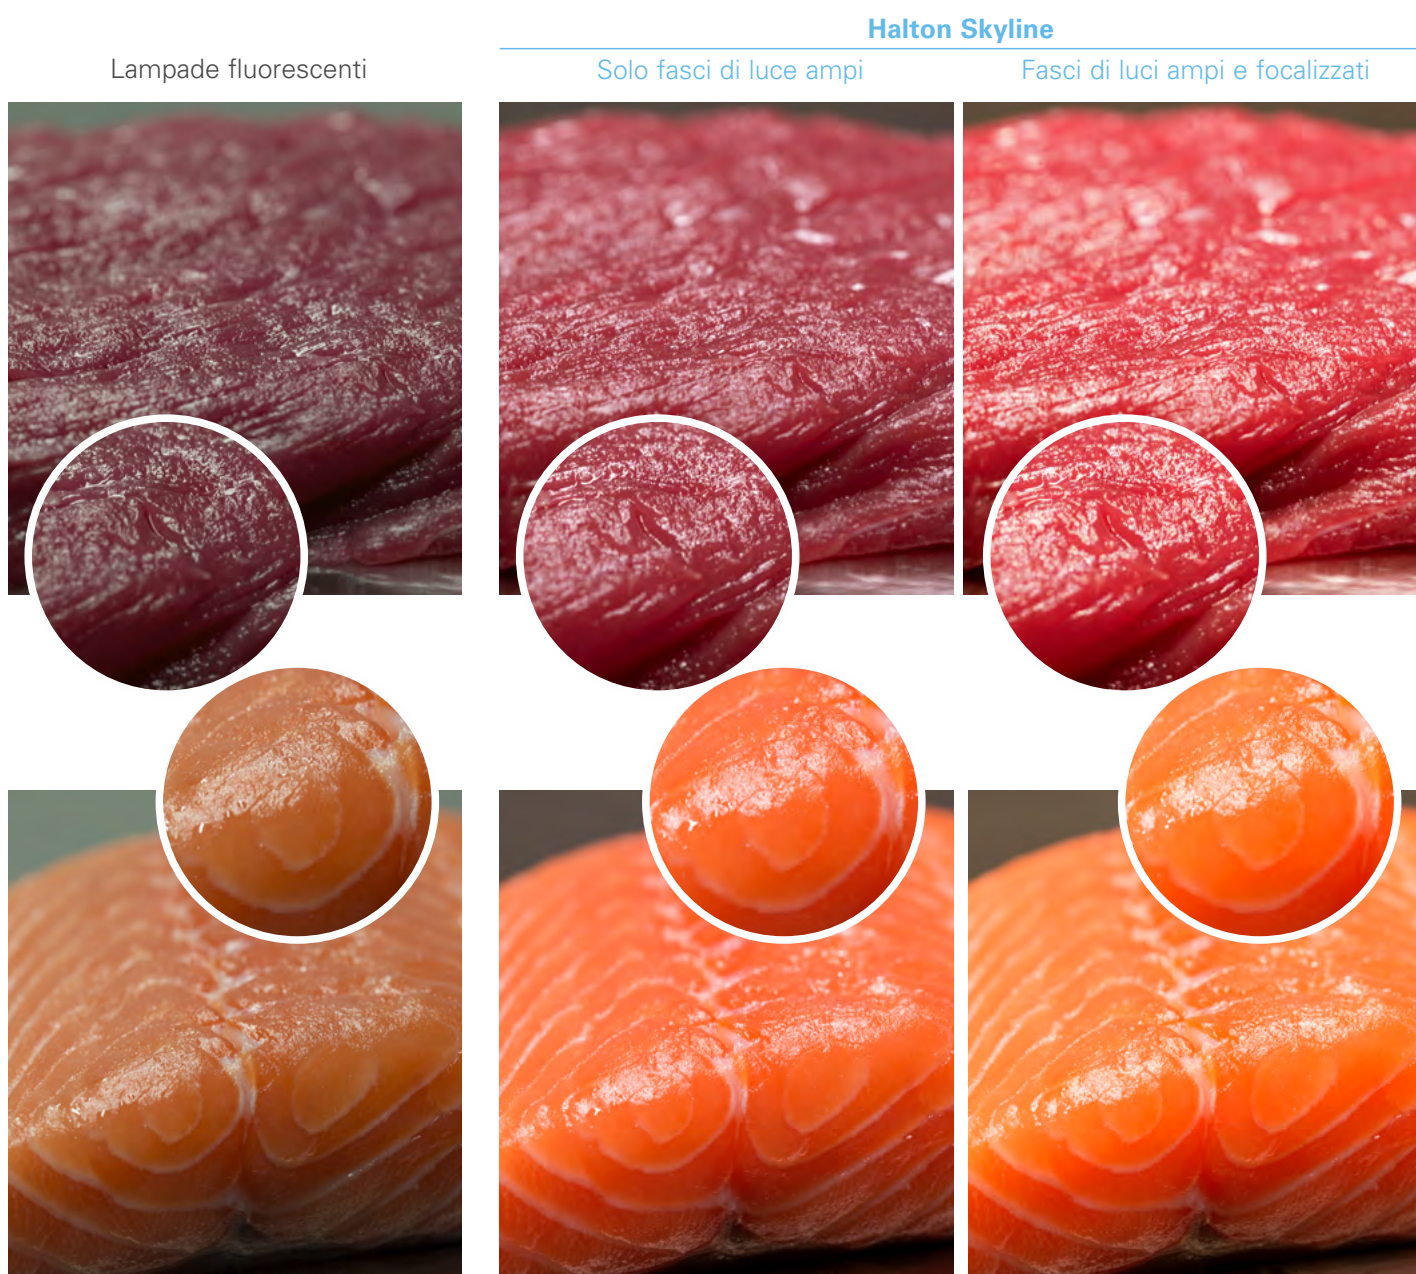 Halton Skyline
Lampade fluorescenti
Solo fasci di luce ampi
Fasci di luci ampi e focalizzati